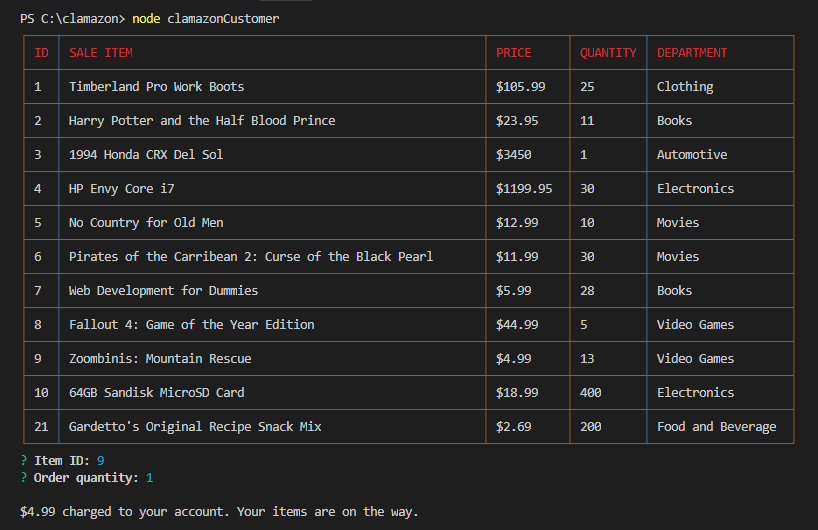 PS C:\clamazon> node clamazonCustomer
ID SALE ITEM PRICE QUANTITY DEPARTMENT
1 Timberland Pro Work Boots $105.99 25 Clothing
2 Harry Potter and the Half Blood Prince $23.95 11 Books
3 1994 Honda CRX Del Sol $3450 1 Automotive
4 HP Envy Core i7 $1199.95 30 Electronics
5 No Country for Old Men $12.99 10 Movies
6 Pirates of the Carribean 2: Curse of the Black Pearl $11.99 30 Movies
7 Web Development for Dummies $5.99 28 Books
8 Fallout 4: Game of the Year Edition $44.99 5 Video Games
9 Zoombinis: Mountain Rescue $4.99 13 Video Games
10 64GB Sandisk MicroSD Card $18.99 400 Electronics
21 Gardetto's Original Recipe Snack Mix $2.69 200 Food and Beverage
? Item ID: 9
? Order quantity: 1
$4.99 charged to your account. Your items are on the way.